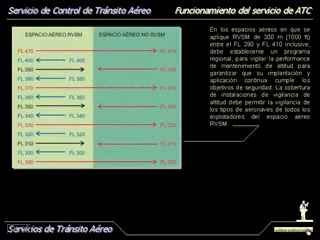 Servicio de Control de Tránsito Aéreo
Funcionamiento del servicio de ATC
ESPACIO AÉREO RVSM
ESPACIO AÉREO NO RVSM
FL 410 FL 410
FL 400 FL 400
FL 390 FL 390
FL 380 FL 380
FL 370 FL 370
FL 360 FL 360
FL 350 FL 350
FL 340 FL 340
FL 330 FL 330
FL 320 FL 320
FL 310 FL 310
FL 300 FL 300
FL 290 FL 290
En los espacios aéreos en que se
aplique RVSM de 300 m (1000 ft)
entre el FL 290 y FL 410 inclusive,
debe establecerse un programa
regional, para vigilar la performance
de mantenimiento de altitud para
garantizar que su implantación y
aplicación continua cumple los
objetivos de seguridad. La cobertura
de instalaciones de vigilancia de
altitud debe permitir la vigilancia de
los tipos de aeronaves de todos los
explotadores del espacio aéreo
RVSM.
Servicios de Tránsito Aéreo